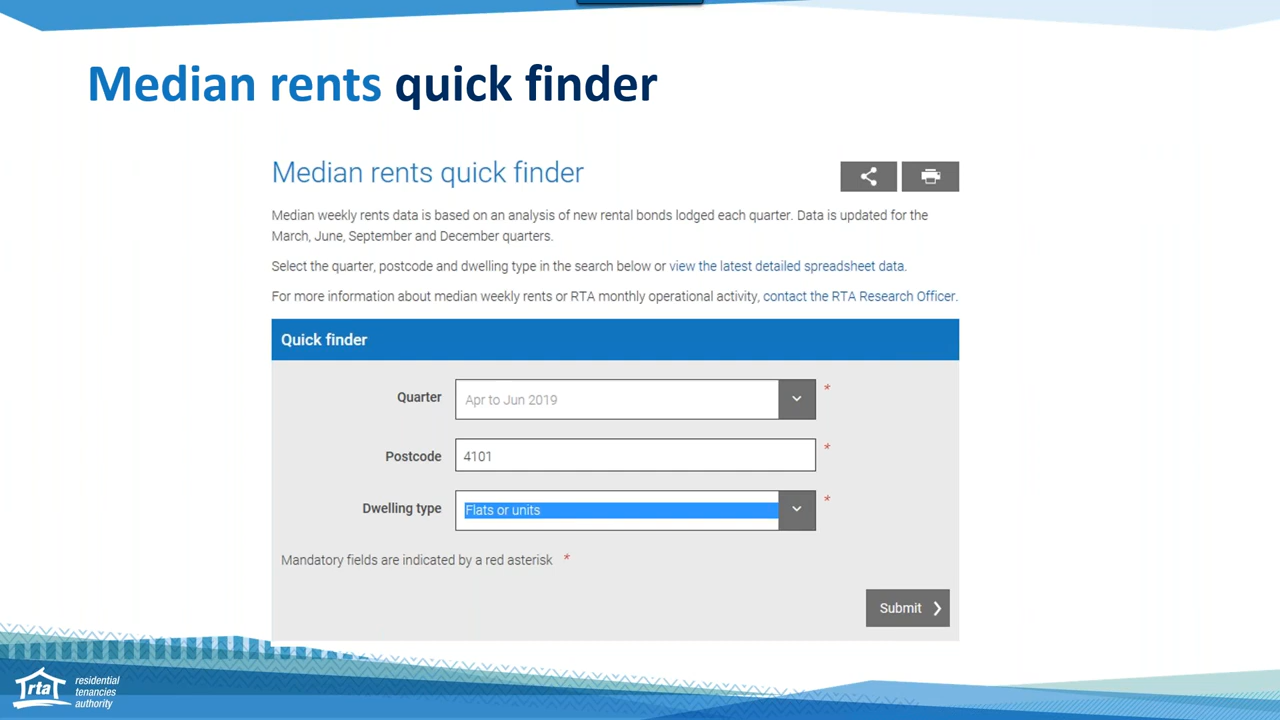 Median rents quick finder
Median rents quick finder
Median weekly rents data is based on an analysis of new rental bonds lodged each quarter. Data is updated for the
March, June, September and December quarters.
Select the quarter, postcode and dwelling type in the search below or view the latest detailed spreadsheet data.
For more information about median weekly rents or RTA monthly operational activity, contact the RTA Research Officer.
Quick finder
Quarter Apr to Jun 2019 *
Postcode 4101 *
Dwelling type Flats or units *
Mandatory fields are indicated by a red asterisk *
Submit
rta residential
tenancies
authority